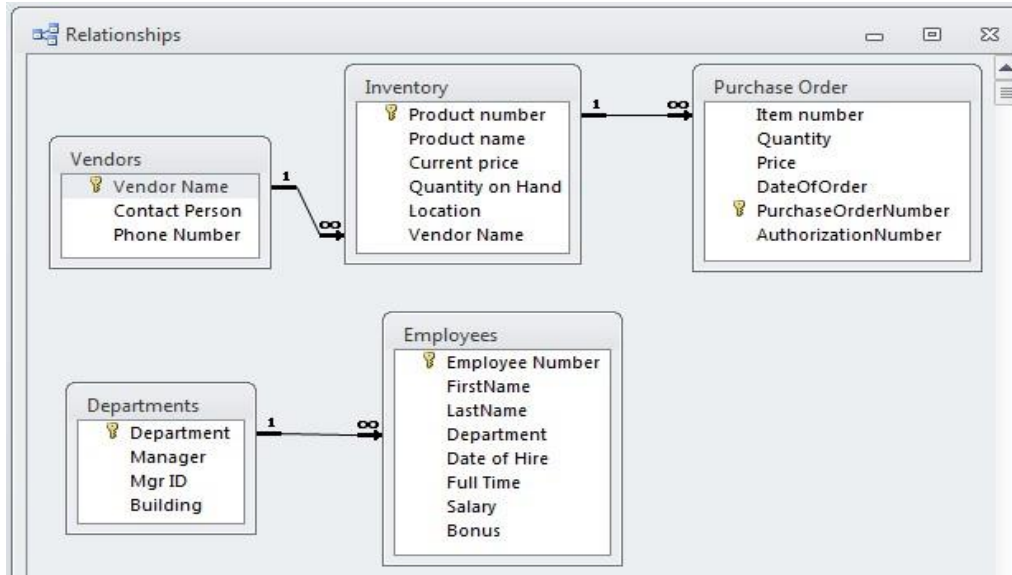 Relationships
Vendors
Vendor Name
Contact Person
Phone Number
1
∞
Inventory
Product number
Product name
Current price
Quantity on Hand
Location
Vendor Name
1
∞
Purchase Order
Item number
Quantity
Price
DateOfOrder
PurchaseOrderNumber
AuthorizationNumber
Departments
Department
Manager
Mgr ID
Building
1
∞
Employees
Employee Number
FirstName
LastName
Department
Date of Hire
Full Time
Salary
Bonus